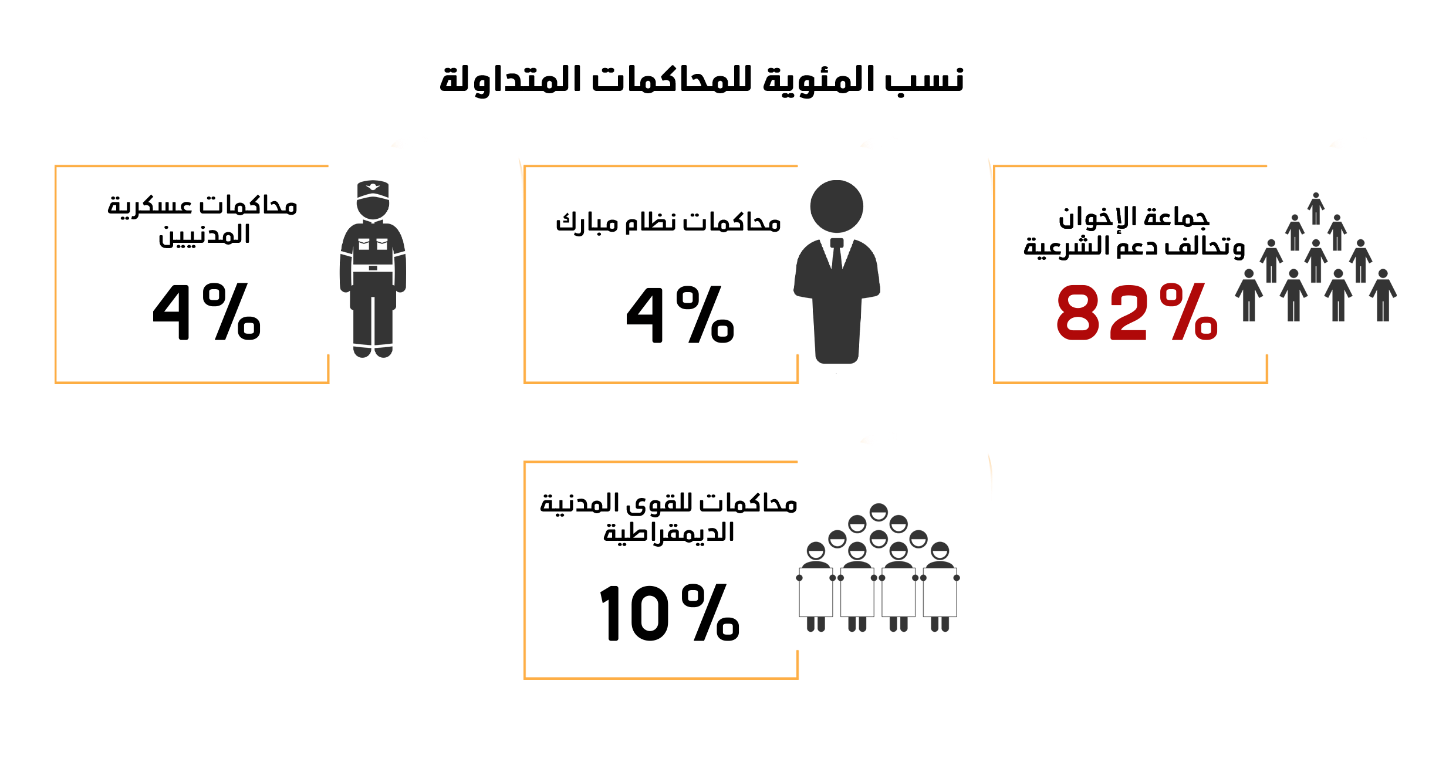 نسب المئوية للمحاكمات المتداولة
جماعة الإخوان
وتحالف دعم الشرعية
82%
محاكمات نظام مبارك
4%
محاكمات عسكرية
المدنيين
4%
محاكمات للقوى المدنية
الديمقراطية
10%